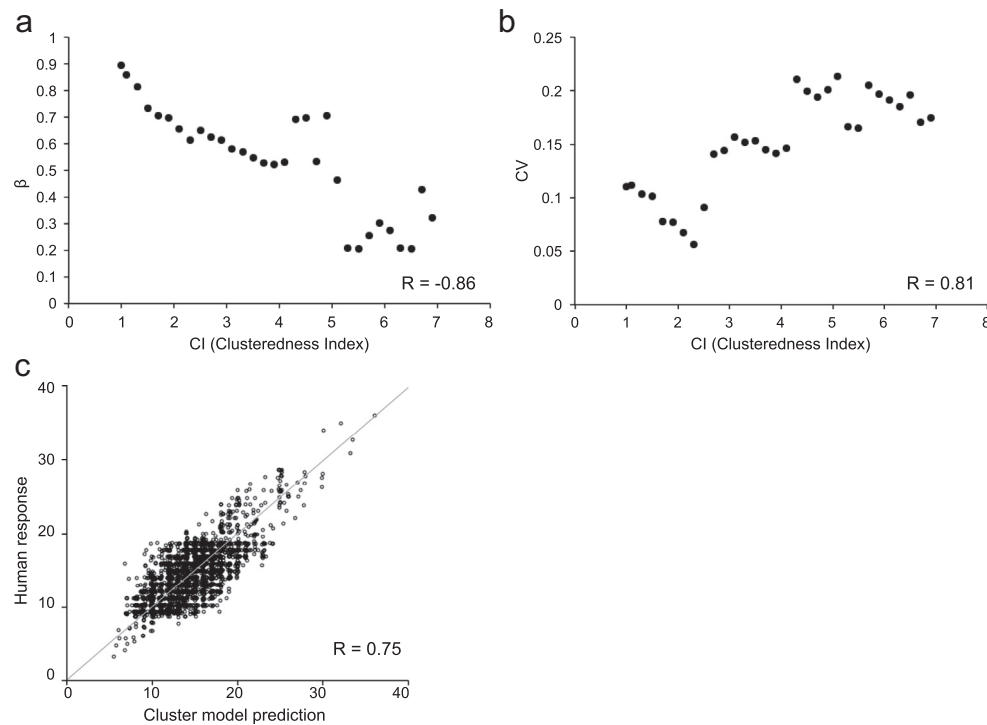 a
1
0.9
0.8
0.7
0.6
0.5
0.4
0.3
0.2
0.1
0
β
0 1 2 3 4 5 6 7 8
CI (Clusteredness Index)
R = -0.86
b
0.25
0.2
0.15
0.1
0.05
0
CV
0 1 2 3 4 5 6 7 8
CI (Clusteredness Index)
R = 0.81
c
40
30
20
10
0
Human response
0 10 20 30 40
Cluster model prediction
R = 0.75